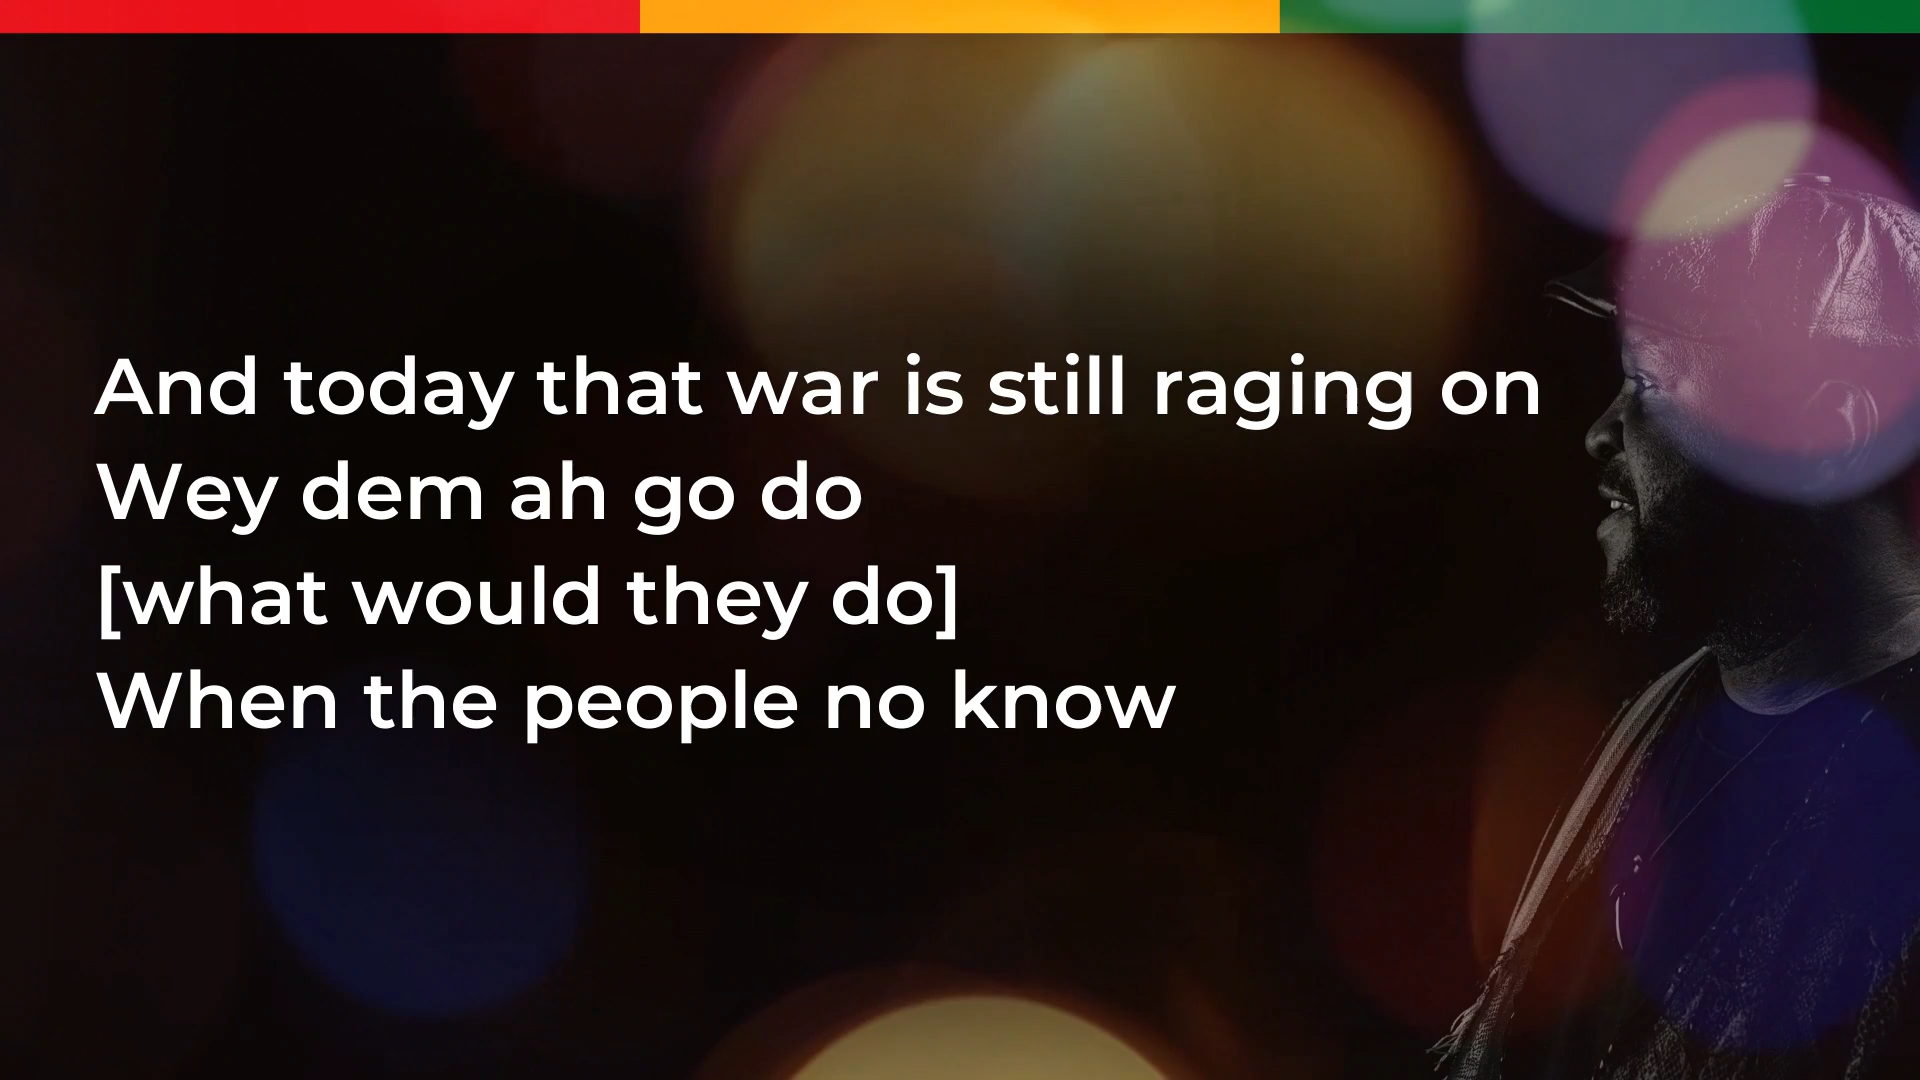 And today that war is still raging on
Wey dem ah go do
[what would they do]
When the people no know